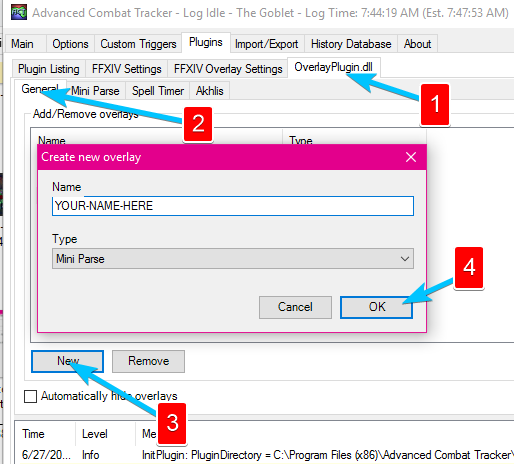 Advanced Combat Tracker - Log Idle - The Goblet - Log Time: 7:44:19 AM (Est. 7:47:53 AM)
Main Options Custom Triggers Plugins Import/Export History Database About
Plugin Listing FFXIV Settings FFXIV Overlay Settings OverlayPlugin.dll
General Mini Parse Spell Timer Akhlis
1
2
Add/Remove overlays
Name Type
Create new overlay
Name
YOUR-NAME-HERE
Type
Mini Parse
4
Cancel OK
New Remove
Automatically hide overlays
3
Time Level Me
6/27/20... Info InitPlugin: PluginDirectory = C:\Program Files (x86)\Advanced Combat Tracker\